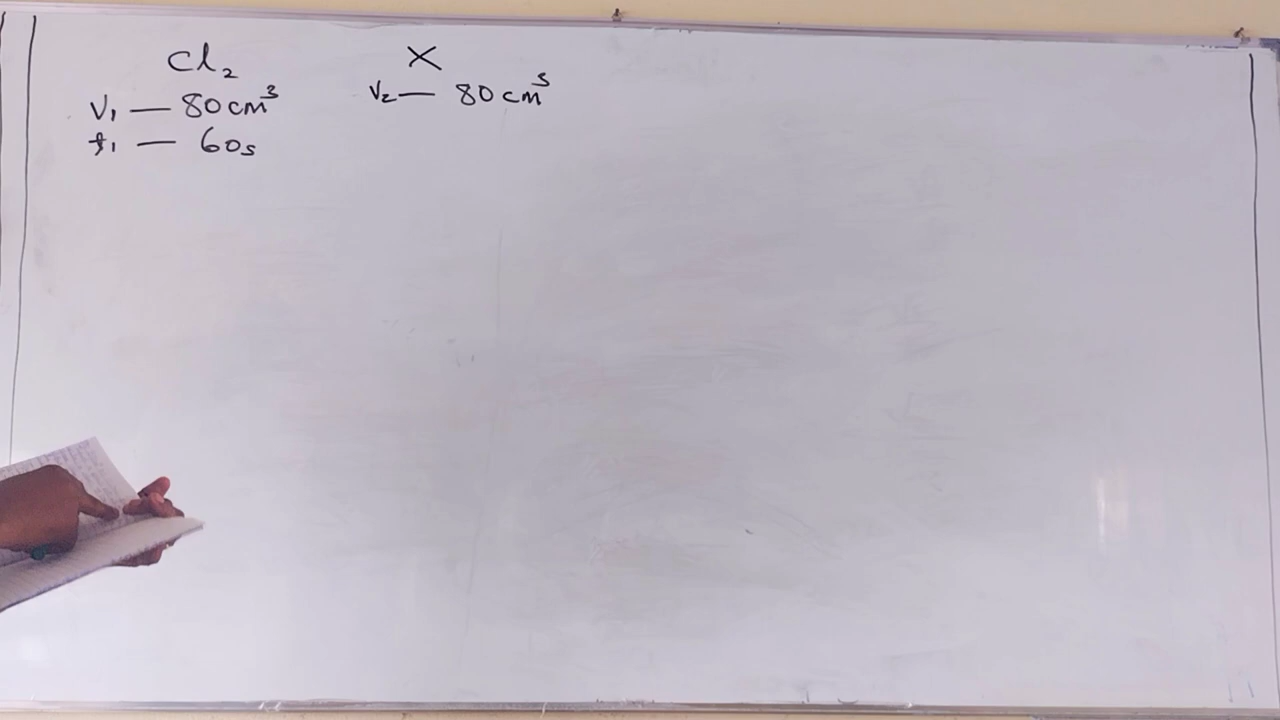 Cl₂ X
V₁ — 80cm³ V₂ — 80cm³
t₁ — 60s